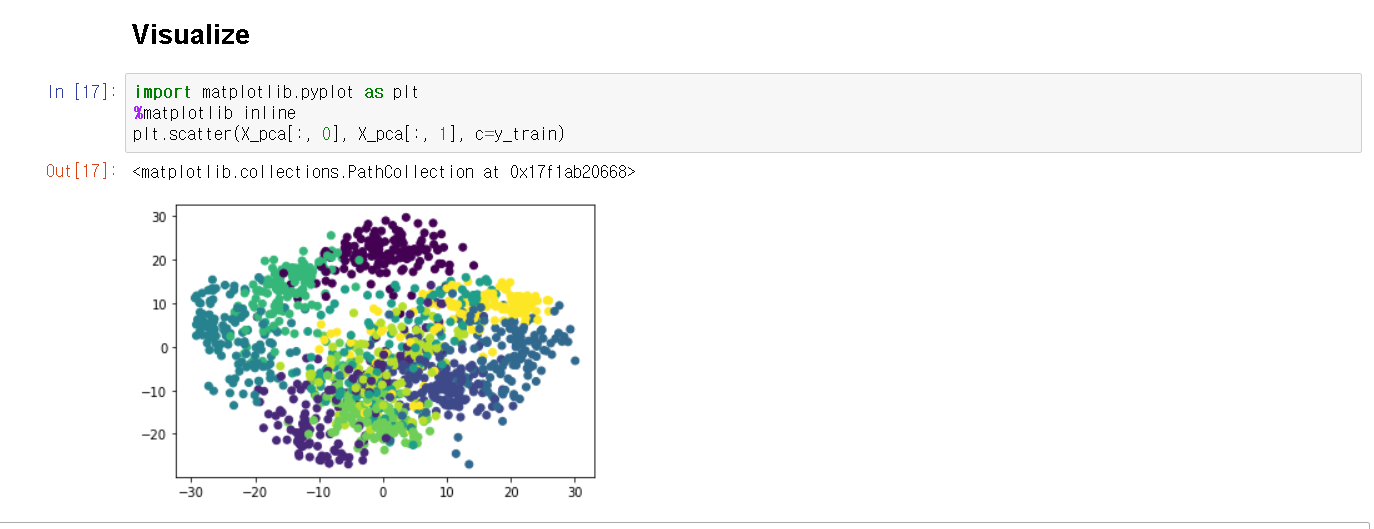 Visualize
In [17]: import matplotlib.pyplot as plt
%matplotlib inline
plt.scatter(X_pca[:, 0], X_pca[:, 1], c=y_train)
Out[17]: <matplotlib.collections.PathCollection at 0x17f1ab20668>
30
20
10
0
−10
−20
−30 −20 −10 0 10 20 30